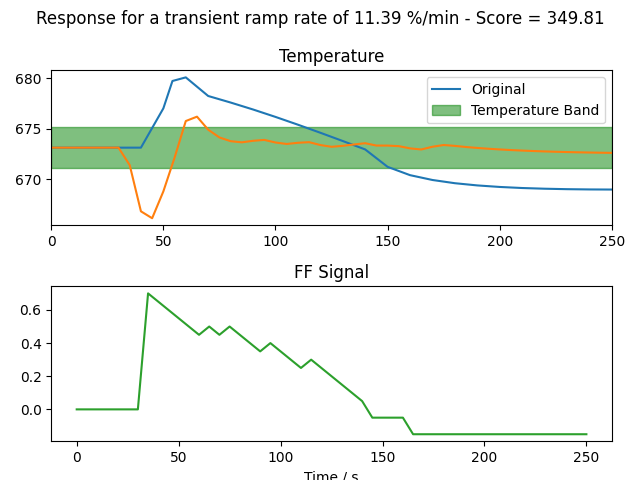 Response for a transient ramp rate of 11.39 %/min - Score = 349.81
Temperature
680
675
670
Original
Temperature Band
0 50 100 150 200 250
FF Signal
0.6
0.4
0.2
0.0
0 50 100 150 200 250
Time / s